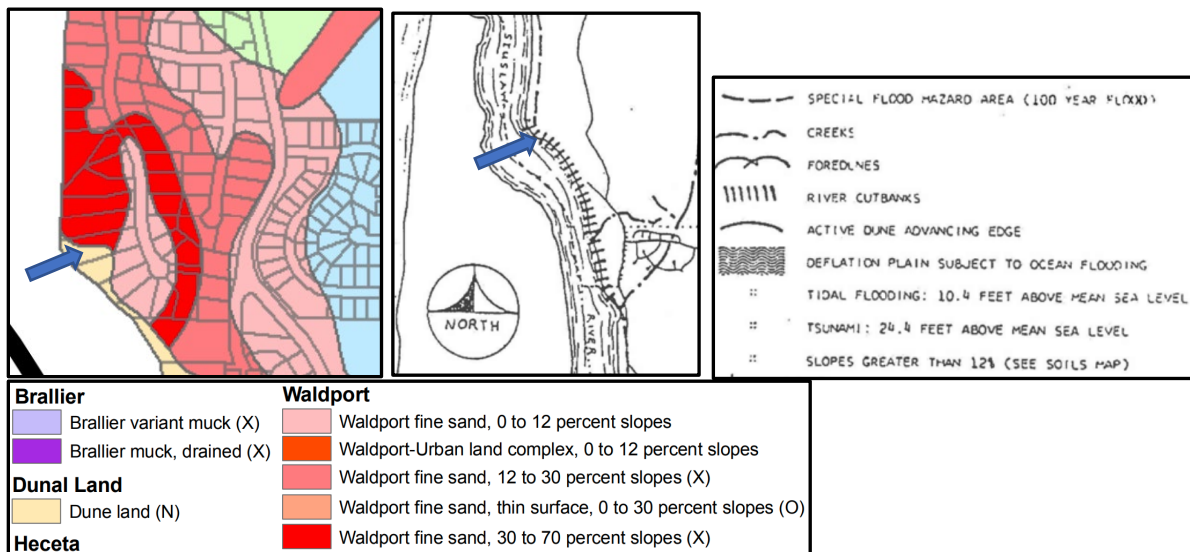 SIUSLAW
NORTH
RIVER
SPECIAL FLOOD HAZARD AREA (100 YEAR FLOOD)
CREEKS
FOREDUNES
RIVER CUTBANKS
ACTIVE DUNE ADVANCING EDGE
DEFLATION PLAIN SUBJECT TO OCEAN FLOODING
TIDAL FLOODING: 10.4 FEET ABOVE MEAN SEA LEVEL
TSUNAMI: 24.4 FEET ABOVE MEAN SEA LEVEL
SLOPES GREATER THAN 12% (SEE SOILS MAP)
Brallier
Brallier variant muck (X)
Brallier muck, drained (X)
Dunal Land
Dune land (N)
Heceta
Waldport
Waldport fine sand, 0 to 12 percent slopes
Waldport-Urban land complex, 0 to 12 percent slopes
Waldport fine sand, 12 to 30 percent slopes (X)
Waldport fine sand, thin surface, 0 to 30 percent slopes (O)
Waldport fine sand, 30 to 70 percent slopes (X)